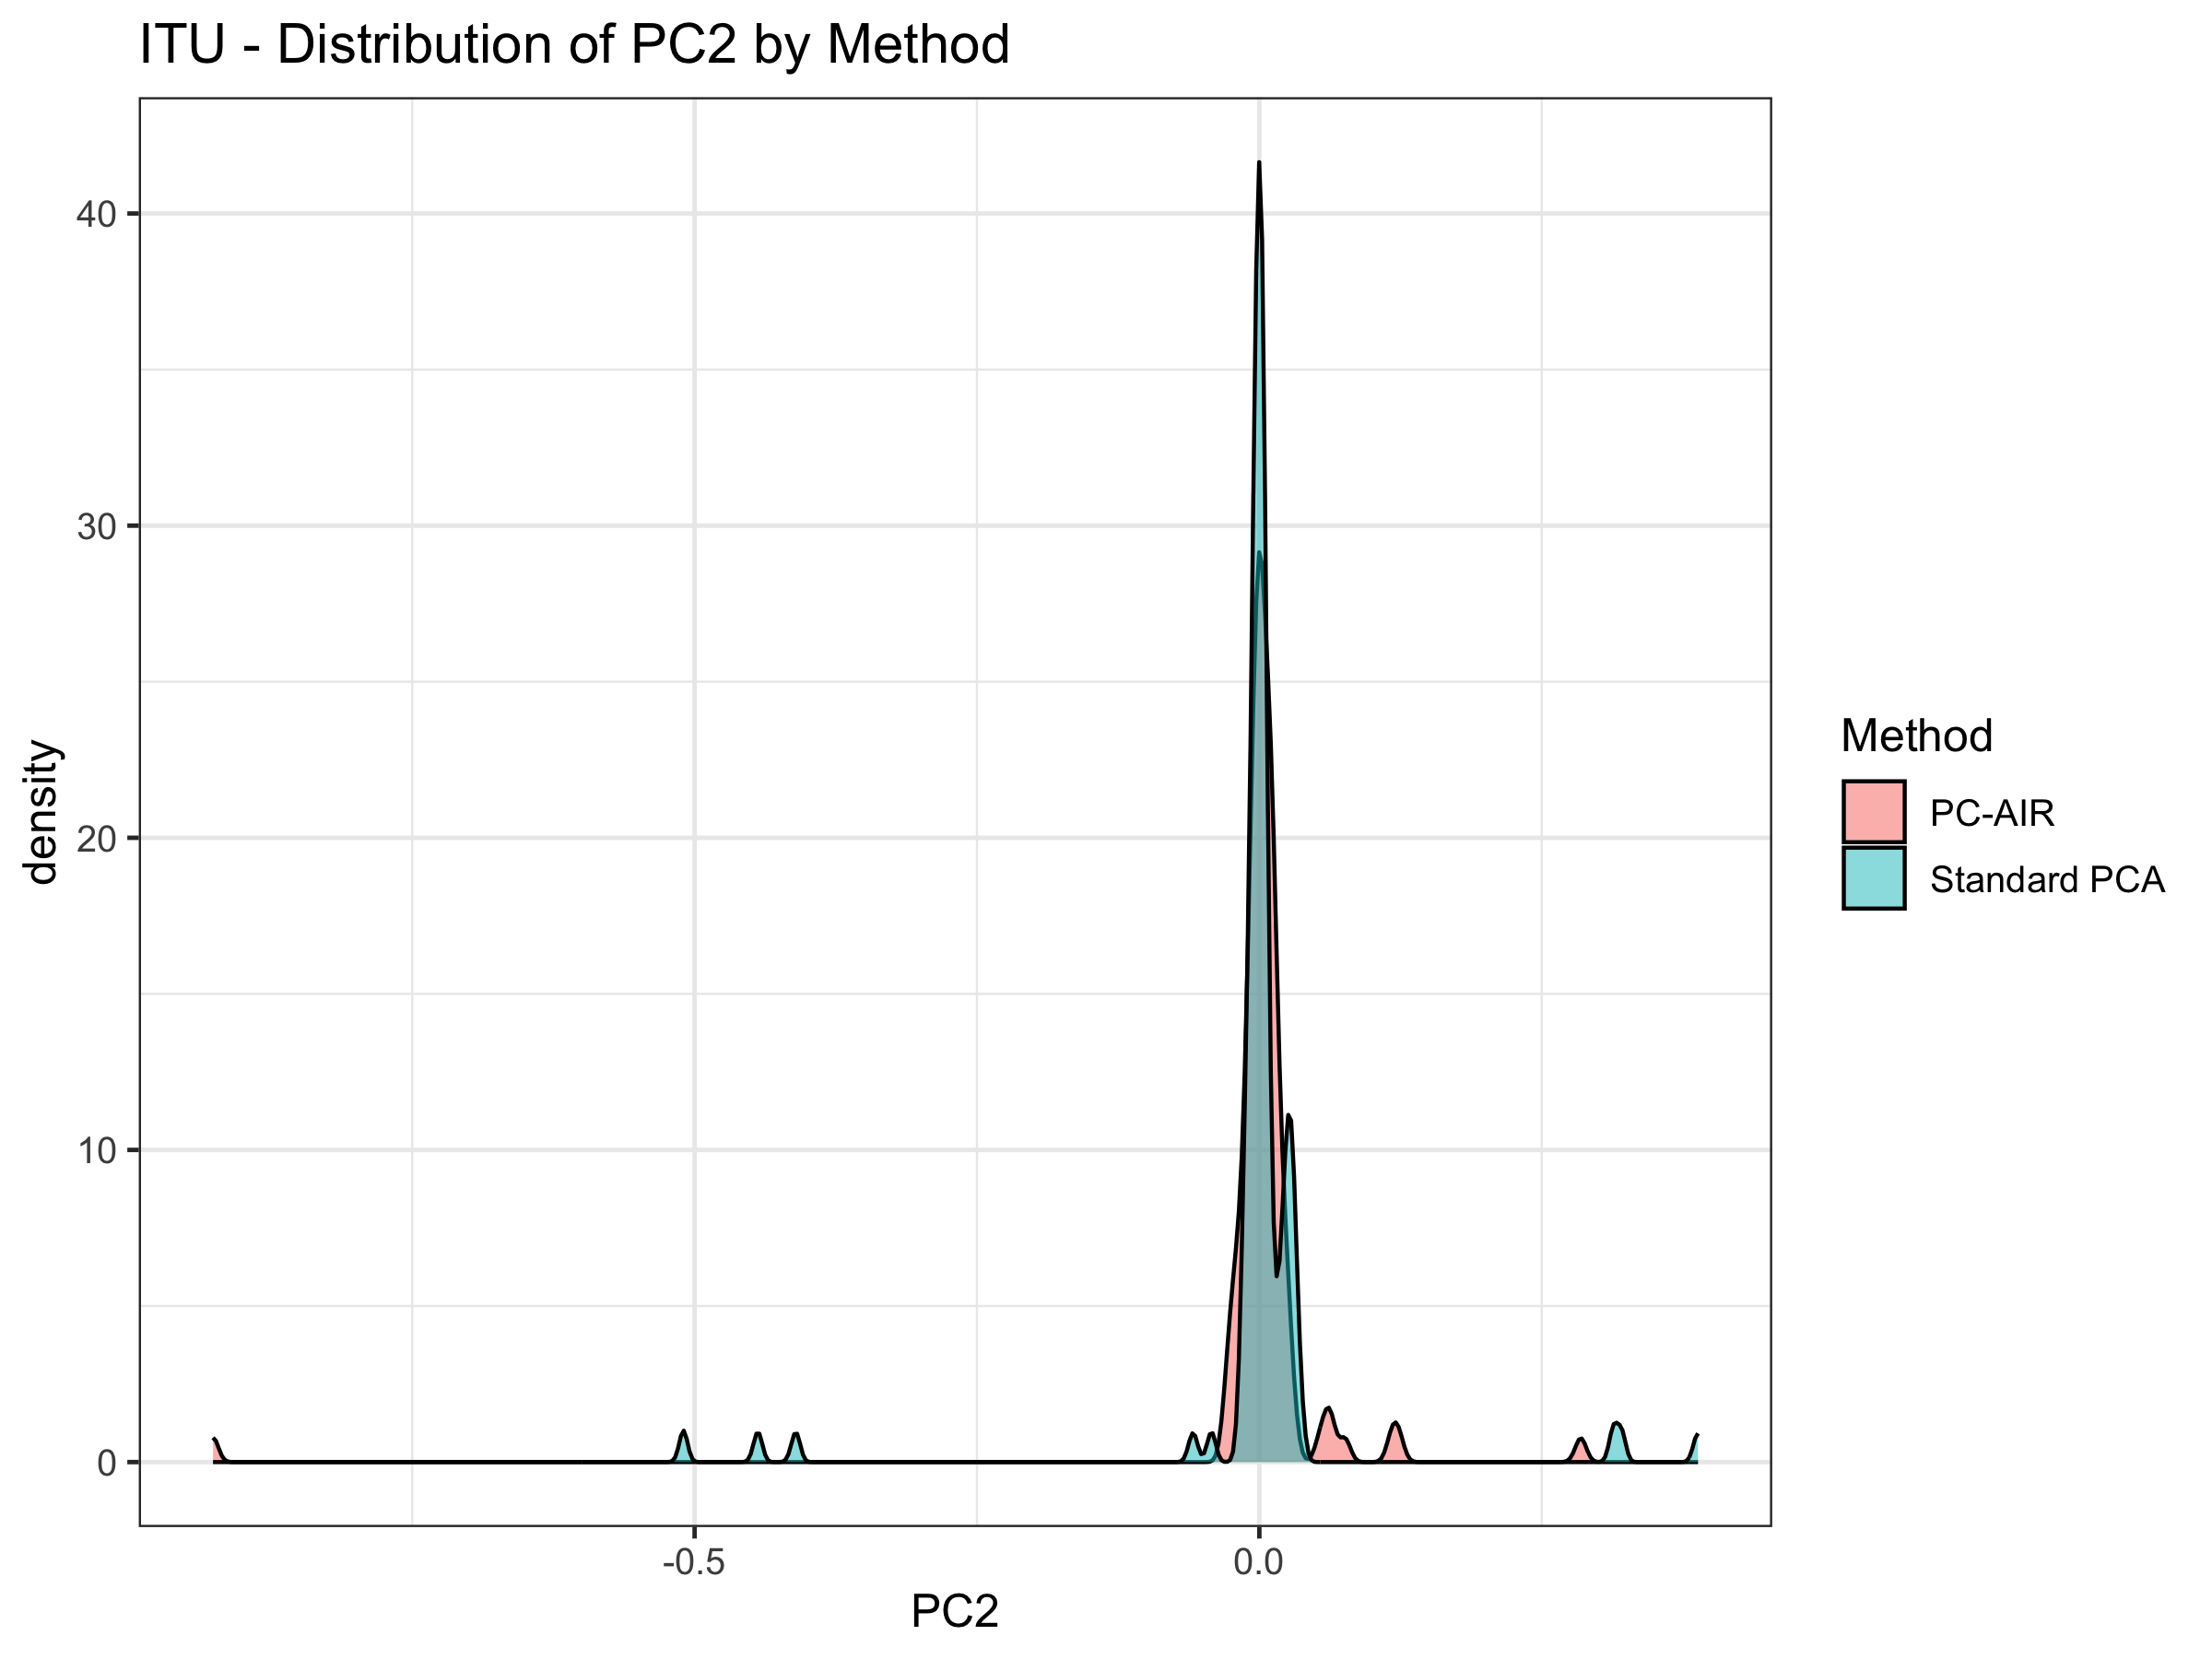 ITU - Distribution of PC2 by Method
40
30
20
10
0
density
-0.5
0.0
PC2
Method
PC-AIR
Standard PCA